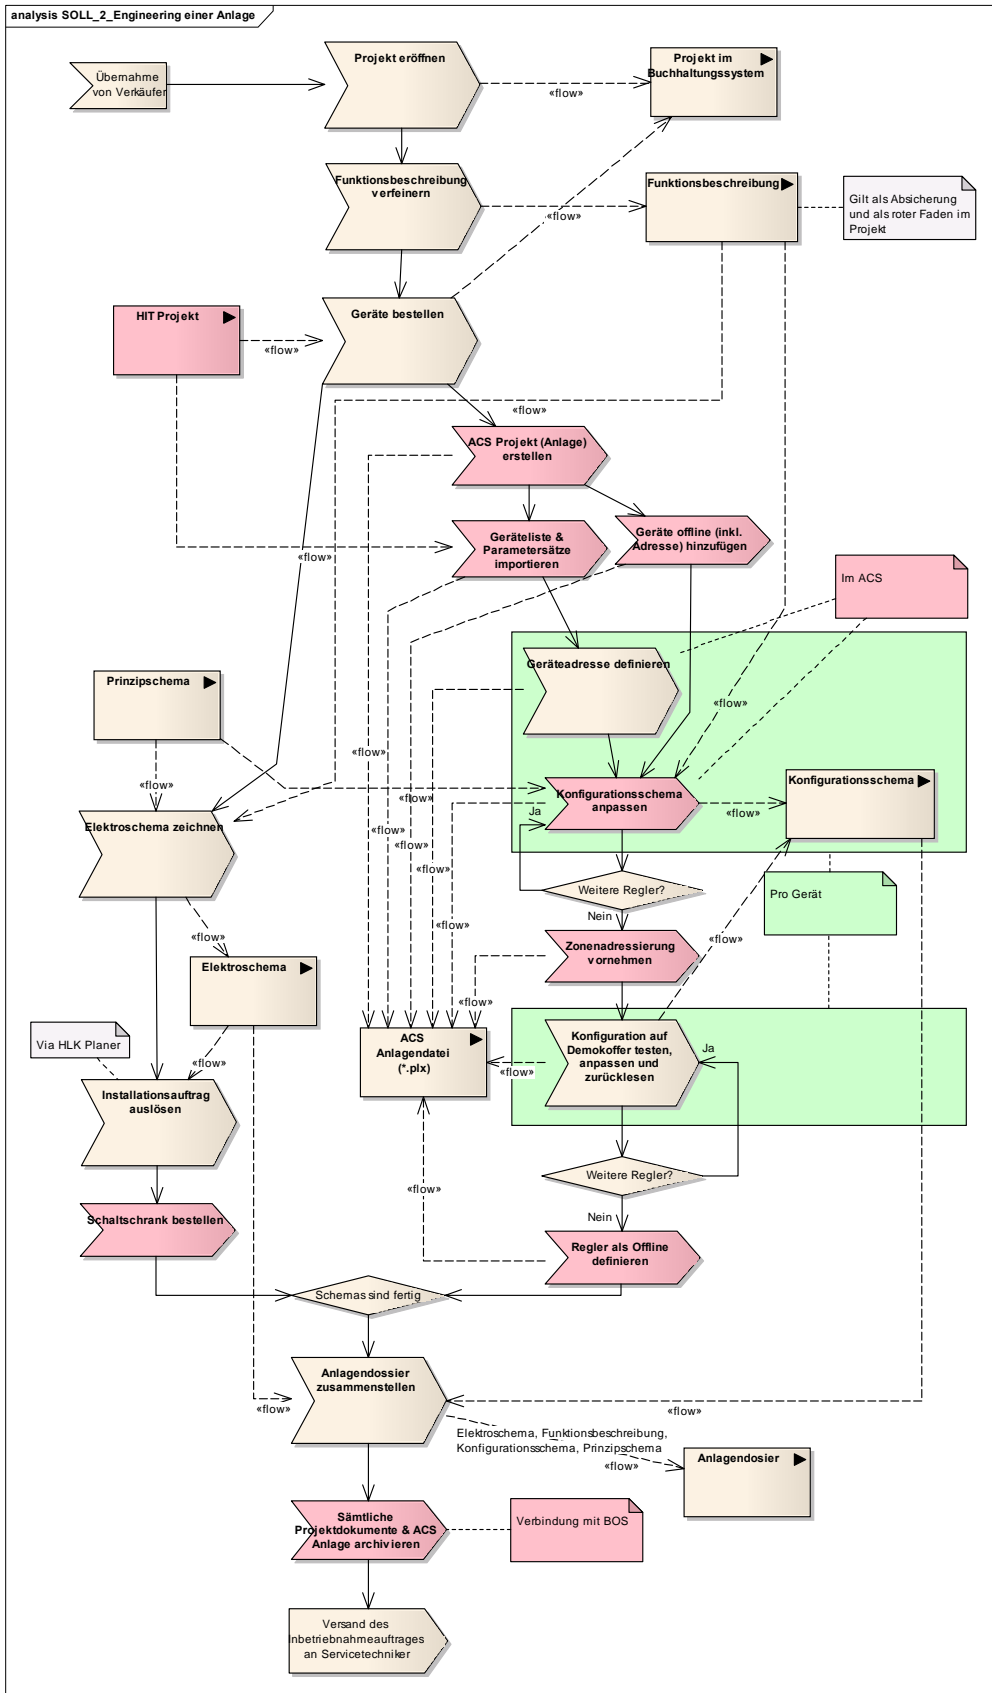 analysis SOLL_2_Engineering einer Anlage
Übernahme
von Verkäufer
Projekt eröffnen
Projekt im
Buchhaltungssystem
«flow»
Funktionsbeschreibung
verfeinern
Funktionsbeschreibung
Gilt als Absicherung
und als roter Faden im
Projekt
«flow»
HIT Projekt
Geräte bestellen
«flow»
«flow»
ACS Projekt (Anlage)
erstellen
Geräteliste &
Parametersätze
importieren
Geräte offline (inkl.
Adresse) hinzufügen
«flow»
Im ACS
Geräteadresse definieren
Prinzipschema
«flow»
«flow»
«flow»
Konfigurationsschema
anpassen
Konfigurationsschema
«flow»
«flow»
Ja
Elektroschema zeichnen
«flow»
«flow»
«flow»
Weitere Regler?
Pro Gerät
Nein
«flow»
«flow»
«flow»
Zonenadressierung
vornehmen
Elektroschema
«flow»
Via HLK Planer
ACS
Anlagendatei
(*.plx)
Konfiguration auf
Demokoffer testen,
anpassen und
zurücklesen
Ja
«flow»
«flow»
Installationsauftrag
auslösen
Weitere Regler?
«flow»
Schaltschrank bestellen
Nein
Regler als Offline
definieren
Schemas sind fertig
Anlagendossier
zusammenstellen
«flow»
«flow»
Elektroschema, Funktionsbeschreibung,
Konfigurationsschema, Prinzipschema
«flow»
Anlagendosier
Sämtliche
Projektdokumente & ACS
Anlage archivieren
Verbindung mit BOS
Versand des
Inbetriebnahmeauftrages
an Servicetechniker